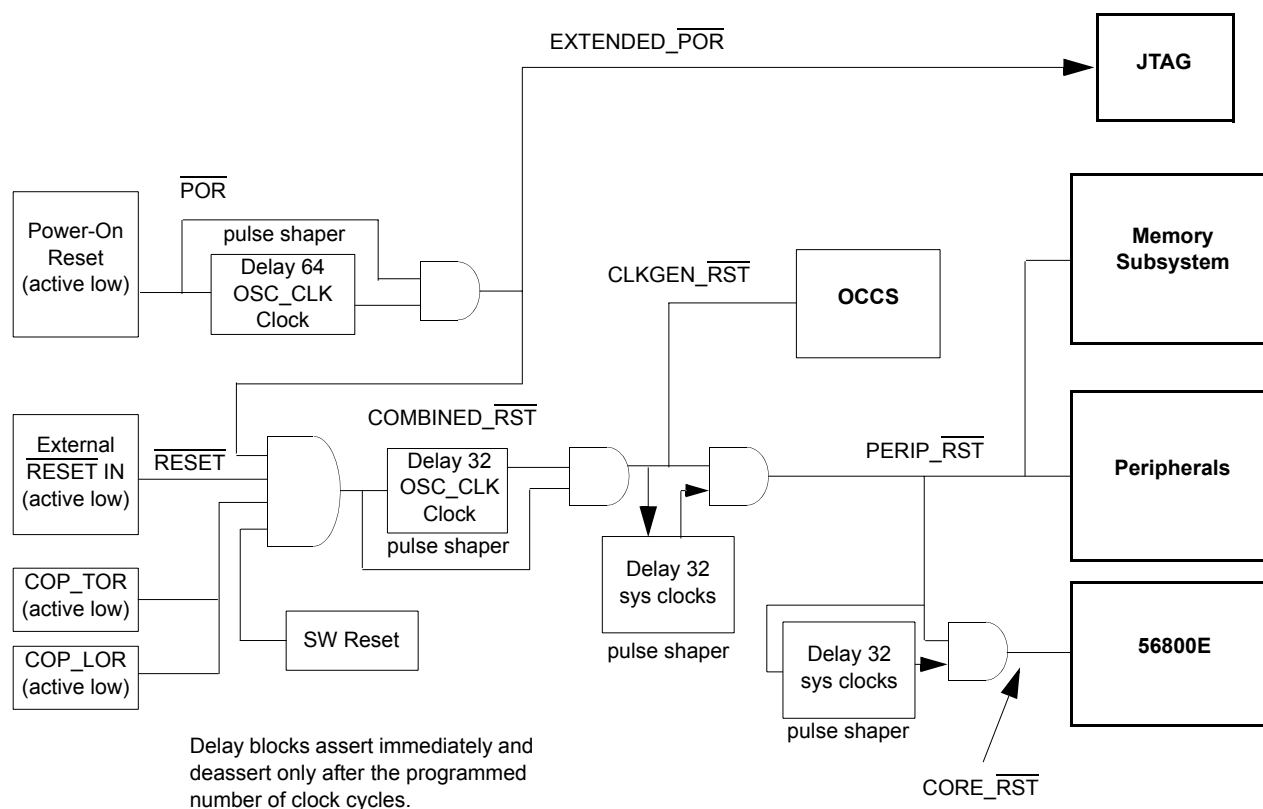 EXTENDED_POR
JTAG
POR
Power-On
Reset
(active low)
pulse shaper
Delay 64
OSC_CLK
Clock
CLKGEN_RST
OCCS
Memory
Subsystem
External
RESET IN
(active low)
RESET
COMBINED_RST
Delay 32
OSC_CLK
Clock
pulse shaper
PERIP_RST
Peripherals
COP_TOR
(active low)
SW Reset
COP_LOR
(active low)
Delay 32
sys clocks
pulse shaper
Delay 32
sys clocks
pulse shaper
56800E
CORE_RST
Delay blocks assert immediately and
deassert only after the programmed
number of clock cycles.